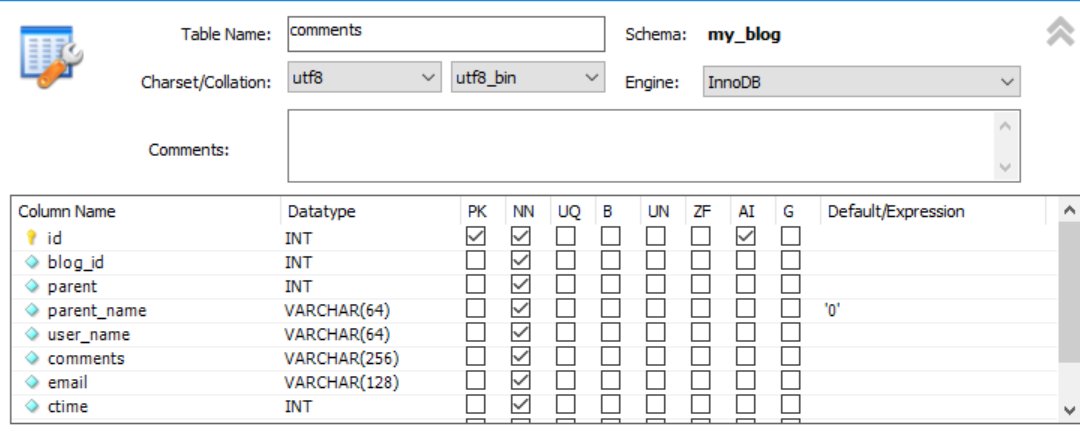 Table Name: comments Schema: my_blog
Charset/Collation: utf8 utf8_bin Engine: InnoDB
Comments:
Column Name Datatype PK NN UQ B UN ZF AI G Default/Expression
id INT
blog_id INT
parent INT
parent_name VARCHAR(64) '0'
user_name VARCHAR(64)
comments VARCHAR(256)
email VARCHAR(128)
ctime INT